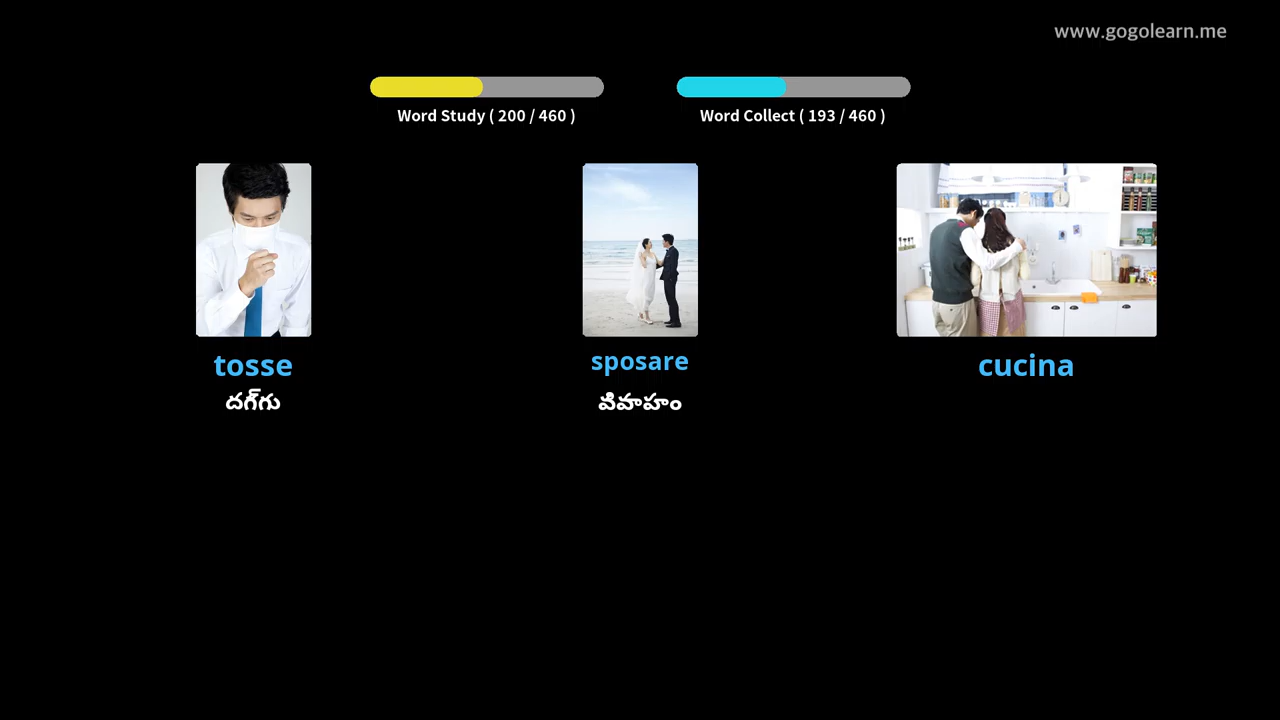 www.gogolearn.me
Word Study ( 200 / 460 )
Word Collect ( 193 / 460 )
tosse
sposare
cucina
దగ్‌గు
వివాహం